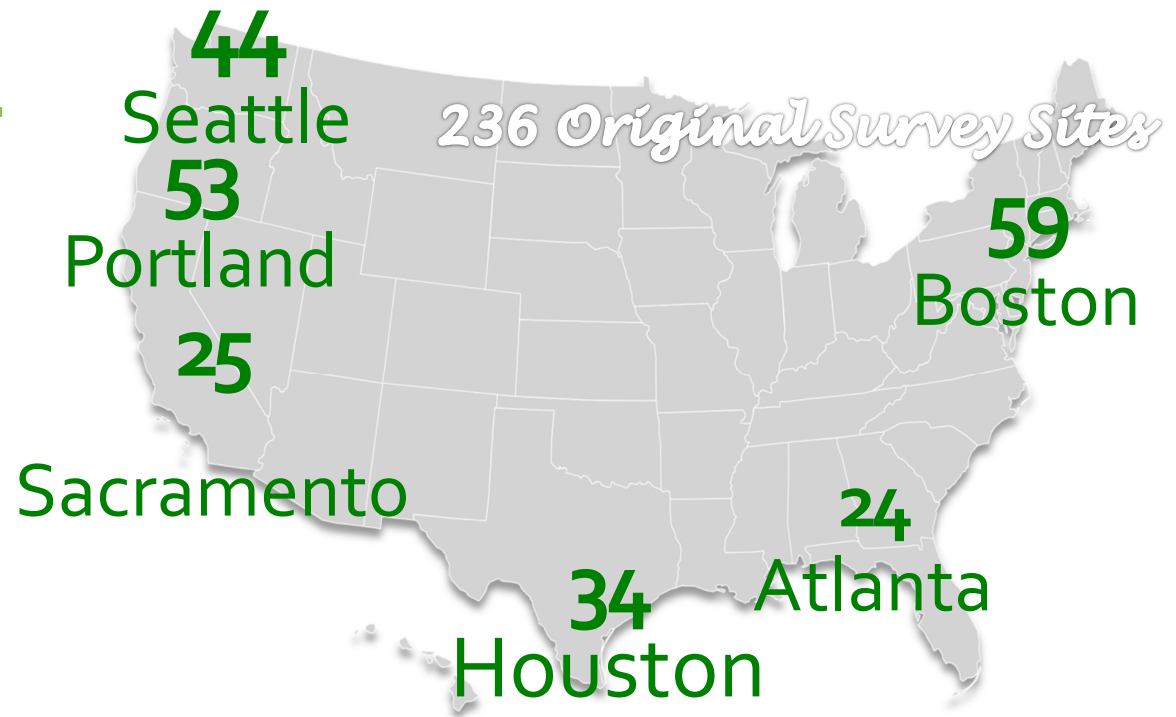 44
Seattle
236 Original Survey Sites
53
Portland
59
Boston
25
Sacramento
24
Atlanta
34
Houston